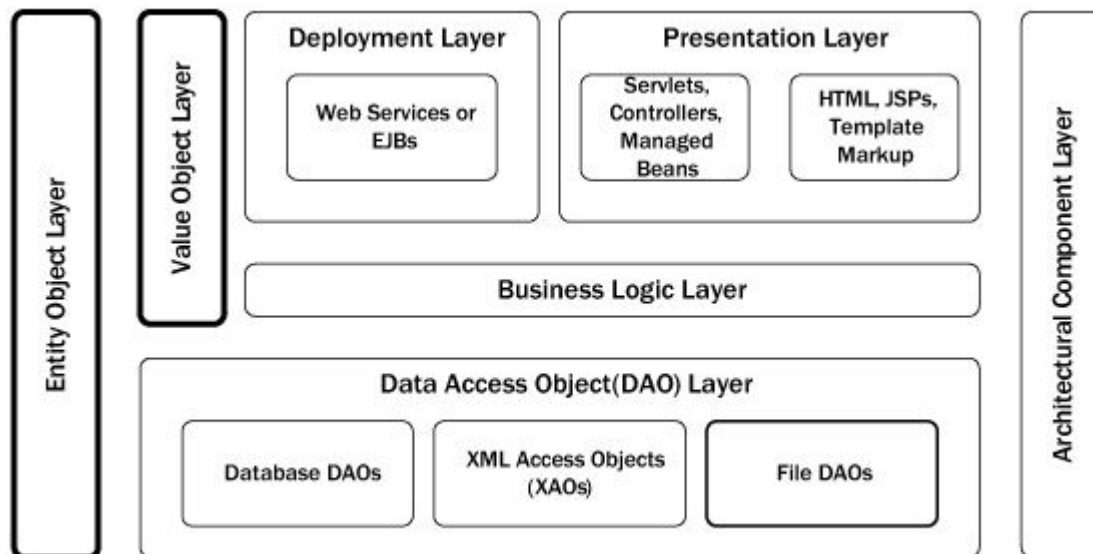 Entity Object Layer
Value Object Layer
Deployment Layer
Web Services or
EJBs
Presentation Layer
Servlets,
Controllers,
Managed
Beans
HTML, JSPs,
Template
Markup
Business Logic Layer
Data Access Object(DAO) Layer
Database DAOs
XML Access Objects
(XAOs)
File DAOs
Architectural Component Layer